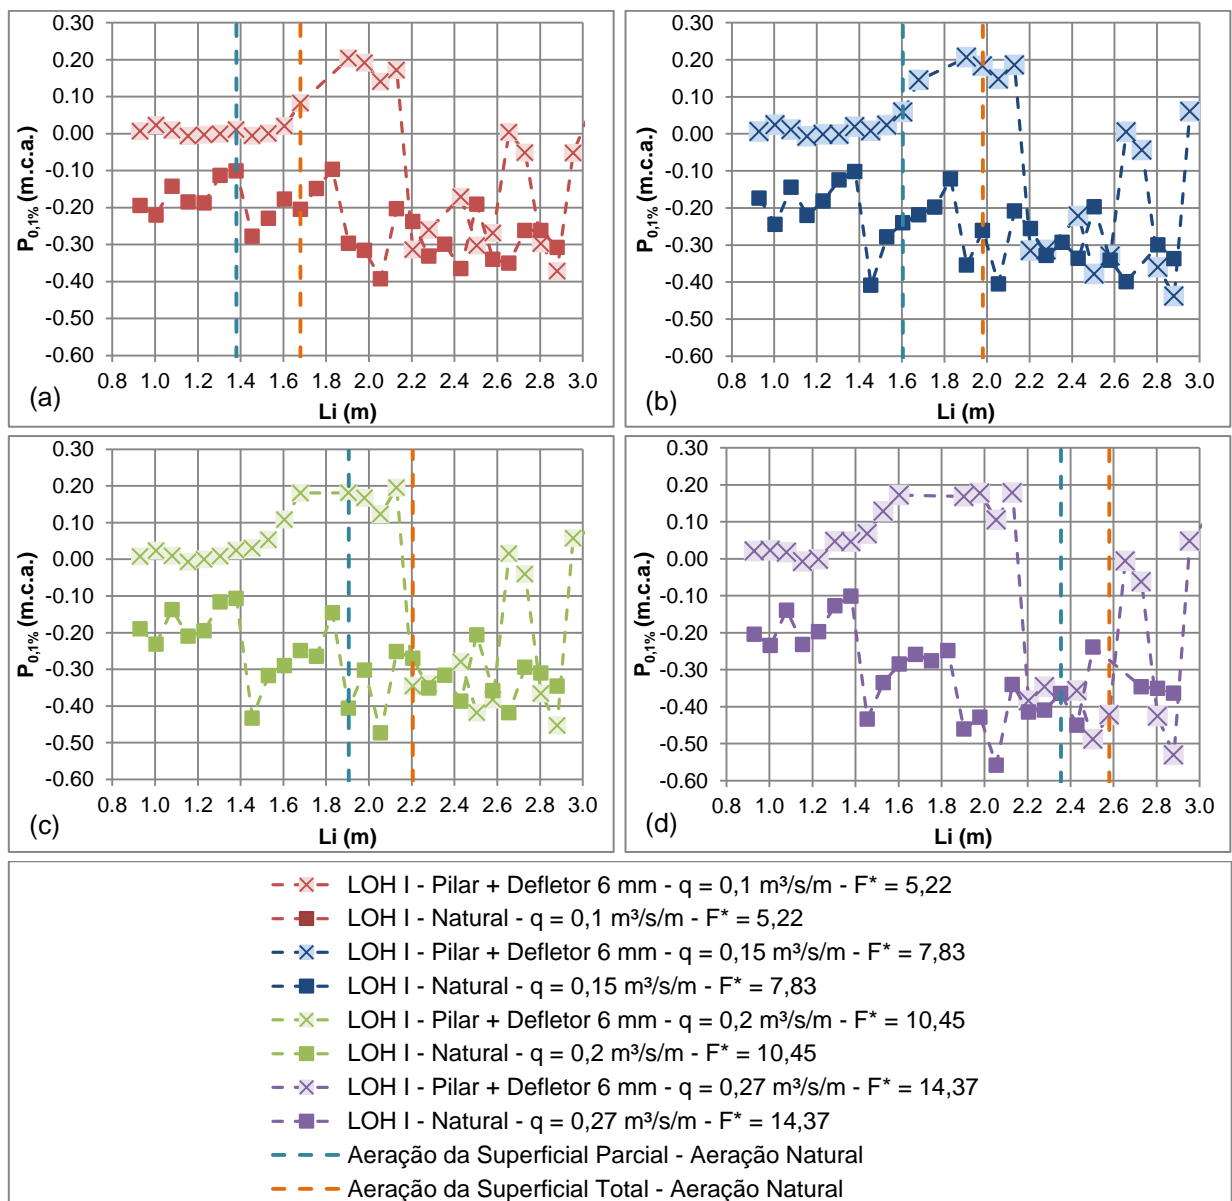 0.30
0.20
0.10
0.00
-0.10
-0.20
-0.30
-0.40
-0.50
-0.60
P0,1% (m.c.a.)
0.8 1.0 1.2 1.4 1.6 1.8 2.0 2.2 2.4 2.6 2.8 3.0
(a)
Li (m)
0.30
0.20
0.10
0.00
-0.10
-0.20
-0.30
-0.40
-0.50
-0.60
P0,1% (m.c.a.)
0.8 1.0 1.2 1.4 1.6 1.8 2.0 2.2 2.4 2.6 2.8 3.0
(b)
Li (m)
0.30
0.20
0.10
0.00
-0.10
-0.20
-0.30
-0.40
-0.50
-0.60
P0,1% (m.c.a.)
0.8 1.0 1.2 1.4 1.6 1.8 2.0 2.2 2.4 2.6 2.8 3.0
(c)
Li (m)
0.30
0.20
0.10
0.00
-0.10
-0.20
-0.30
-0.40
-0.50
-0.60
P0,1% (m.c.a.)
0.8 1.0 1.2 1.4 1.6 1.8 2.0 2.2 2.4 2.6 2.8 3.0
(d)
Li (m)
LOH I - Pilar + Defletor 6 mm - q = 0,1 m³/s/m - F* = 5,22
LOH I - Natural - q = 0,1 m³/s/m - F* = 5,22
LOH I - Pilar + Defletor 6 mm - q = 0,15 m³/s/m - F* = 7,83
LOH I - Natural - q = 0,15 m³/s/m - F* = 7,83
LOH I - Pilar + Defletor 6 mm - q = 0,2 m³/s/m - F* = 10,45
LOH I - Natural - q = 0,2 m³/s/m - F* = 10,45
LOH I - Pilar + Defletor 6 mm - q = 0,27 m³/s/m - F* = 14,37
LOH I - Natural - q = 0,27 m³/s/m - F* = 14,37
Aeração da Superficial Parcial - Aeração Natural
Aeração da Superficial Total - Aeração Natural